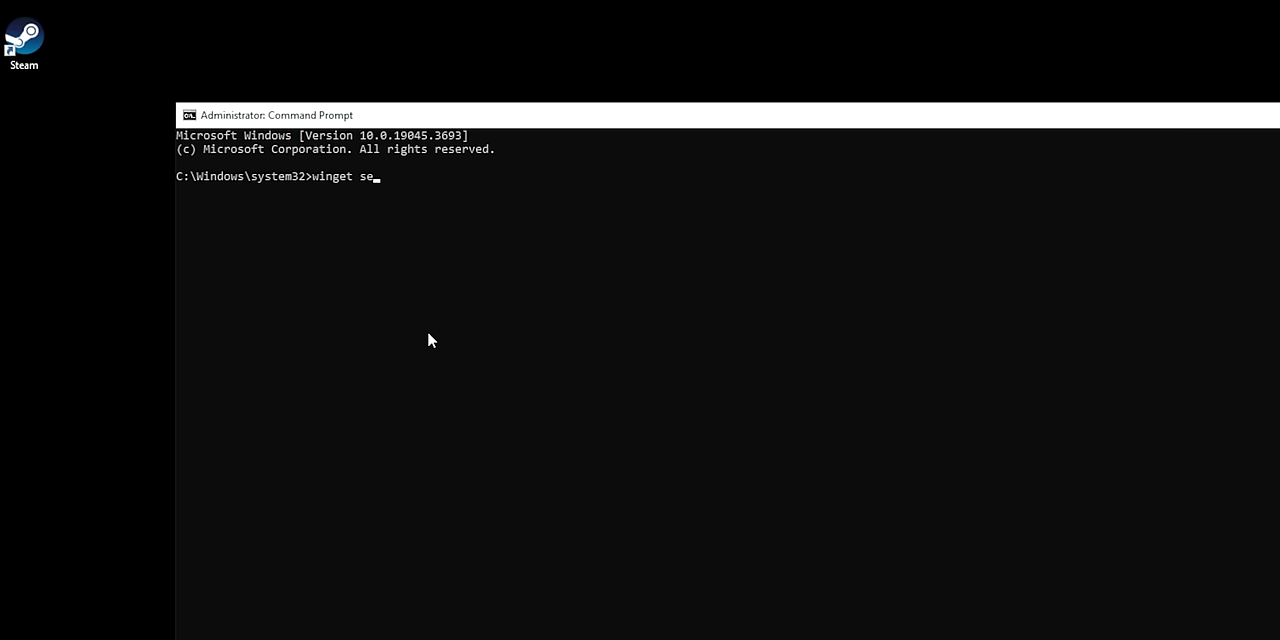 Steam
Administrator: Command Prompt
Microsoft Windows [Version 10.0.19045.3693]
(c) Microsoft Corporation. All rights reserved.
C:\Windows\system32>winget se